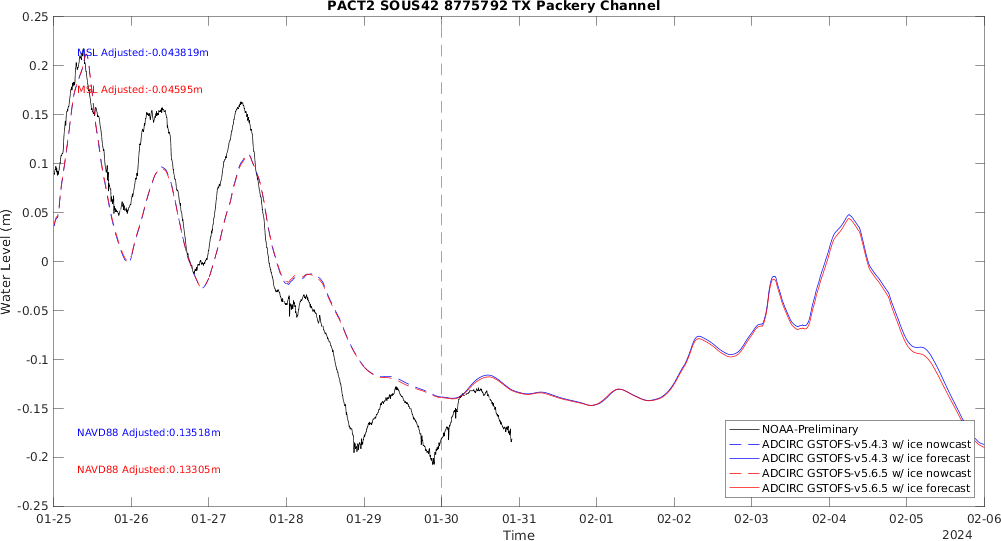 PACT2 SOUS42 8775792 TX Packery Channel
0.25
0.2
0.15
0.1
0.05
0
-0.05
-0.1
-0.15
-0.2
-0.25
Water Level (m)
MSL Adjusted:-0.043819m
MSL Adjusted:-0.04595m
NAVD88 Adjusted:0.13518m
NAVD88 Adjusted:0.13305m
NOAA-Preliminary
ADCIRC GSTOFS-v5.4.3 w/ ice nowcast
ADCIRC GSTOFS-v5.4.3 w/ ice forecast
ADCIRC GSTOFS-v5.6.5 w/ ice nowcast
ADCIRC GSTOFS-v5.6.5 w/ ice forecast
01-25 01-26 01-27 01-28 01-29 01-30 01-31 02-01 02-02 02-03 02-04 02-05 02-06
Time
2024